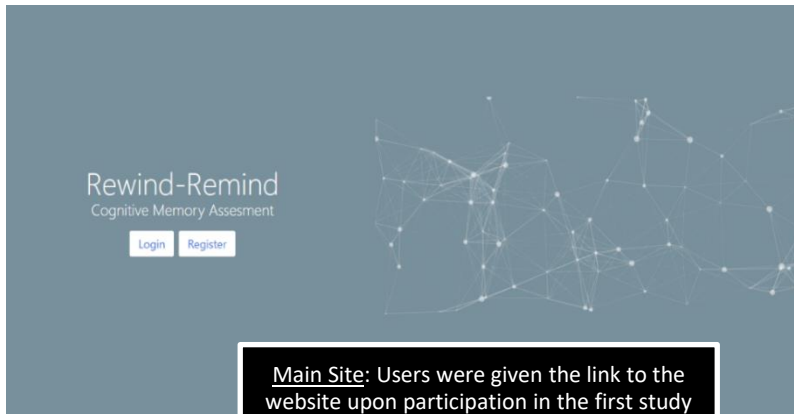 Rewind-Remind
Cognitive Memory Assesment
Login Register
Main Site: Users were given the link to the
website upon participation in the first study